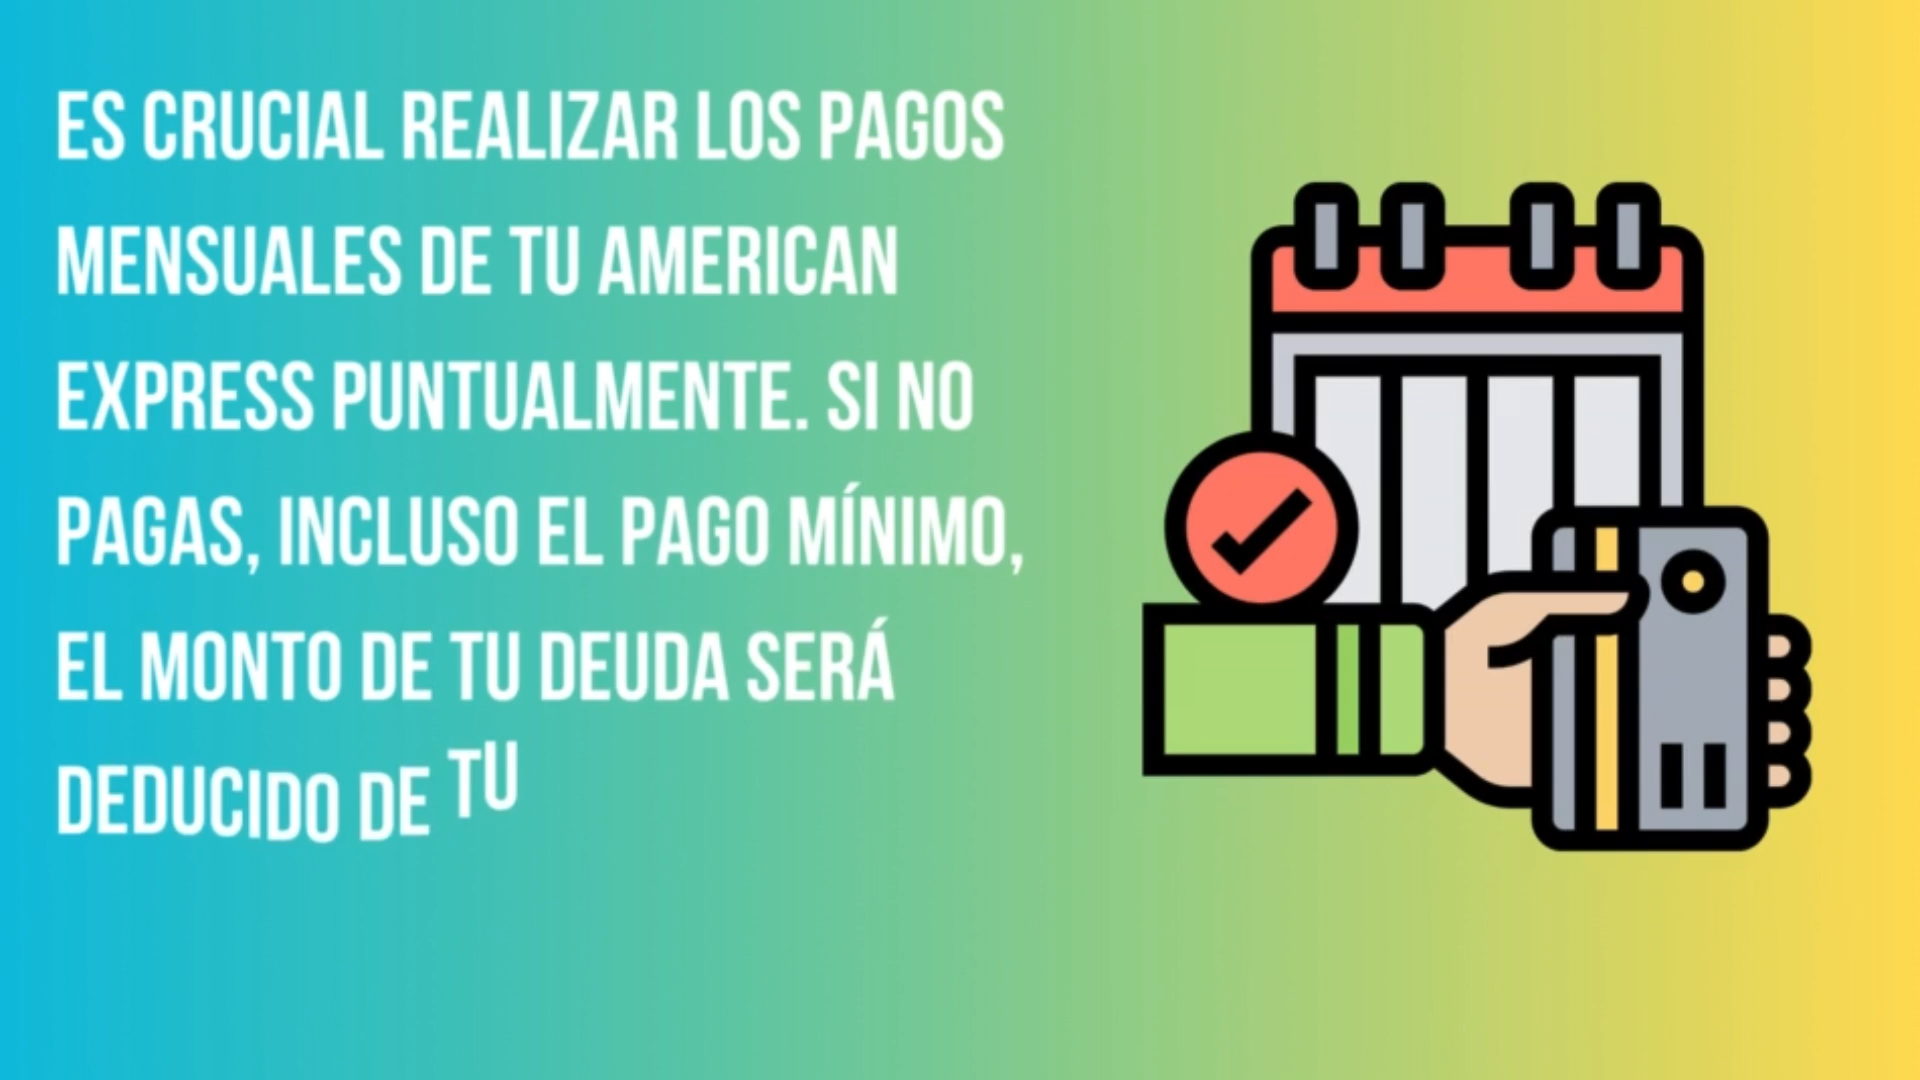 ES CRUCIAL REALIZAR LOS PAGOS
MENSUALES DE TU AMERICAN
EXPRESS PUNTUALMENTE. SI NO
PAGAS, INCLUSO EL PAGO MÍNIMO,
EL MONTO DE TU DEUDA SERÁ
DEDUCIDO DE TU